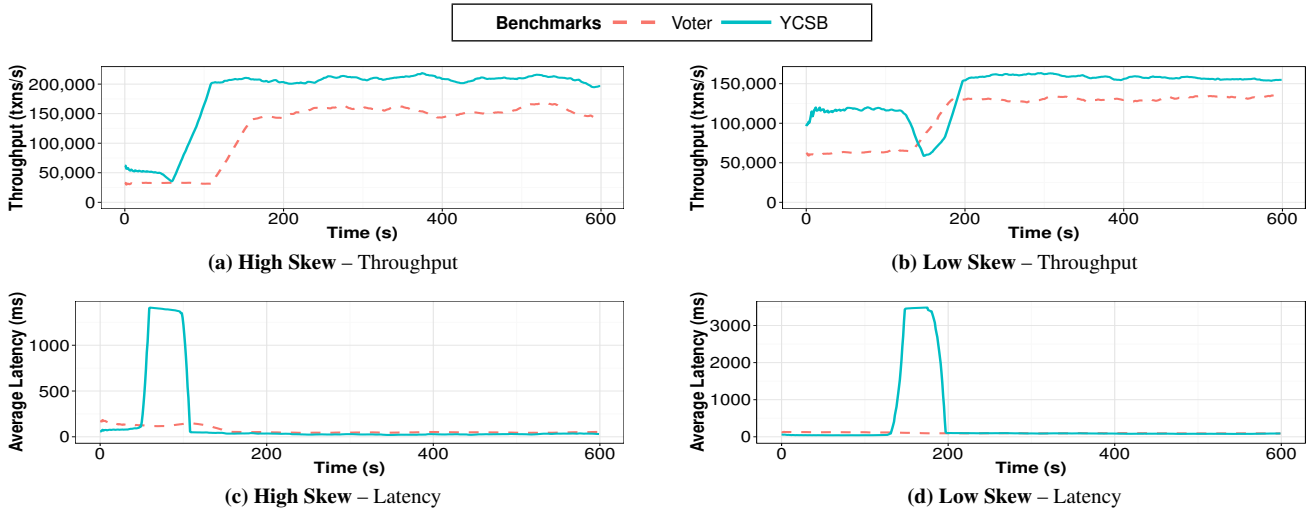 Benchmarks Voter YCSB
Throughput (txns/s)
200,000
150,000
100,000
50,000
0
0 200 400 600
Time (s)
(a) High Skew – Throughput
Throughput (txns/s)
150,000
100,000
50,000
0
0 200 400 600
Time (s)
(b) Low Skew – Throughput
Average Latency (ms)
1000
500
0
0 200 400 600
Time (s)
(c) High Skew – Latency
Average Latency (ms)
3000
2000
1000
0
0 200 400 600
Time (s)
(d) Low Skew – Latency